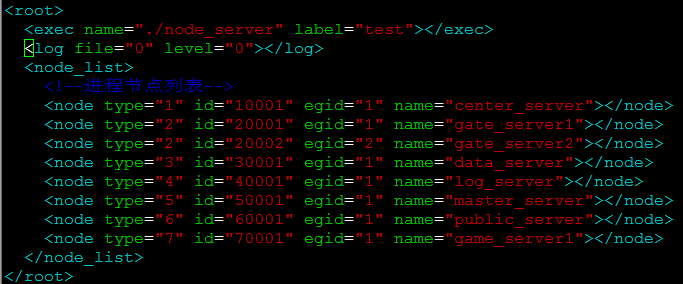 <root>
<exec name="./node_server" label="test"></exec>
<log file="0" level="0"></log>
<node_list>
<!--进程节点列表-->
<node type="1" id="10001" egid="1" name="center_server"></node>
<node type="2" id="20001" egid="1" name="gate_server1"></node>
<node type="2" id="20002" egid="2" name="gate_server2"></node>
<node type="3" id="30001" egid="1" name="data_server"></node>
<node type="4" id="40001" egid="1" name="log_server"></node>
<node type="5" id="50001" egid="1" name="master_server"></node>
<node type="6" id="60001" egid="1" name="public_server"></node>
<node type="7" id="70001" egid="1" name="game_server1"></node>
</node_list>
</root>